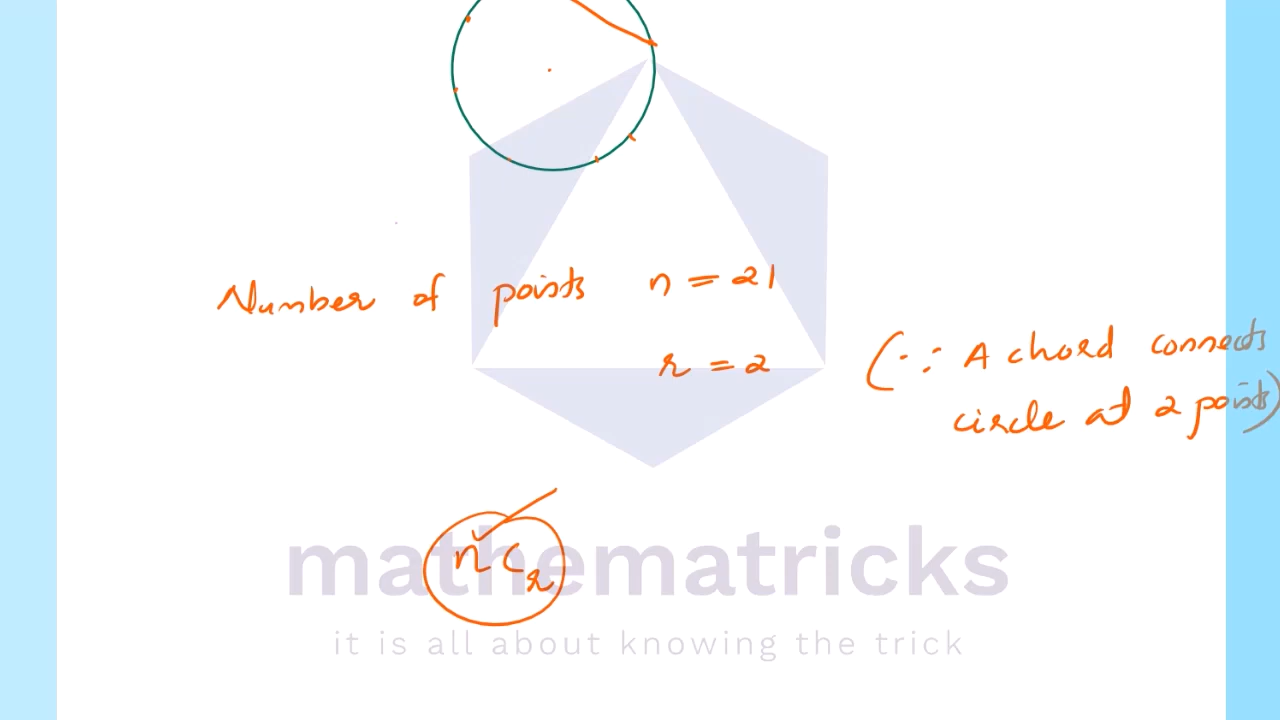 Number of points n = 21
r = 2 (∵ A chord connects
circle at 2 points)
nCr
mathematricks
it is all about knowing the trick